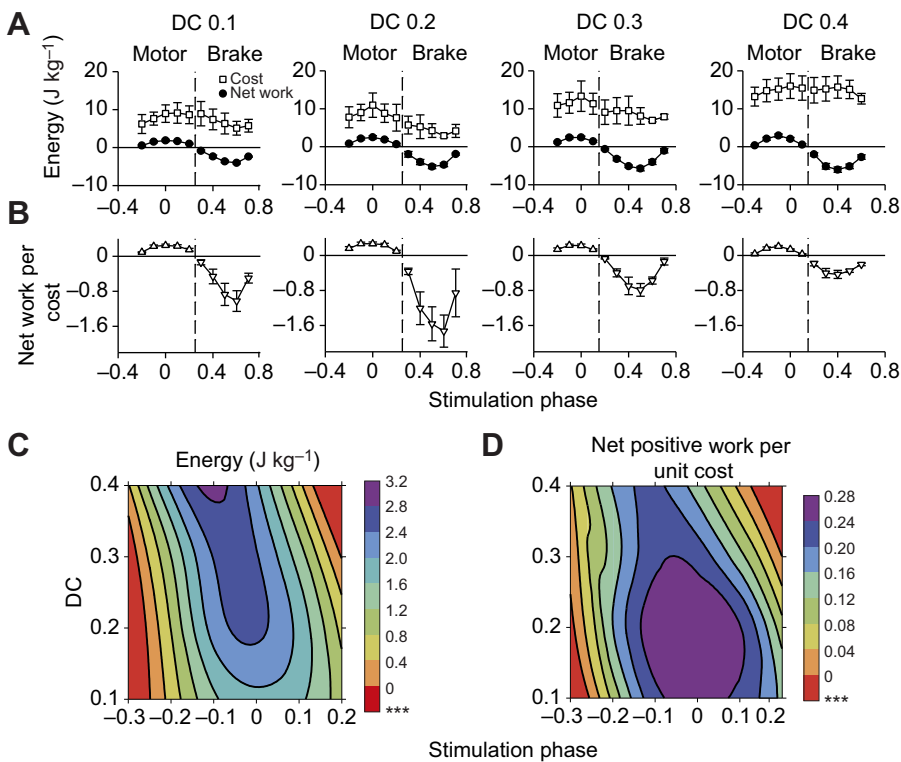 A
DC 0.1 DC 0.2 DC 0.3 DC 0.4
Motor Brake Motor Brake Motor Brake Motor Brake
Energy (J kg–1)
20
10
0
–10
Cost
Net work
20
10
0
–10
20
10
0
–10
20
10
0
–10
–0.4 0 0.4 0.8 –0.4 0 0.4 0.8 –0.4 0 0.4 0.8 –0.4 0 0.4 0.8
B
Net work per
cost
0
–0.8
–1.6
0
–0.8
–1.6
0
–0.8
–1.6
0
–0.8
–1.6
–0.4 0 0.4 0.8 –0.4 0 0.4 0.8 –0.4 0 0.4 0.8 –0.4 0 0.4 0.8
Stimulation phase
C
Energy (J kg–1)
DC
0.4
0.3
0.2
0.1
–0.3 –0.2 –0.1 0 0.1 0.2
3.2
2.8
2.4
2.0
1.6
1.2
0.8
0.4
0
***
D
Net positive work per
unit cost
0.4
0.3
0.2
0.1
–0.3 –0.2 –0.1 0 0.1 0.2
0.28
0.24
0.20
0.16
0.12
0.08
0.04
0
***
Stimulation phase